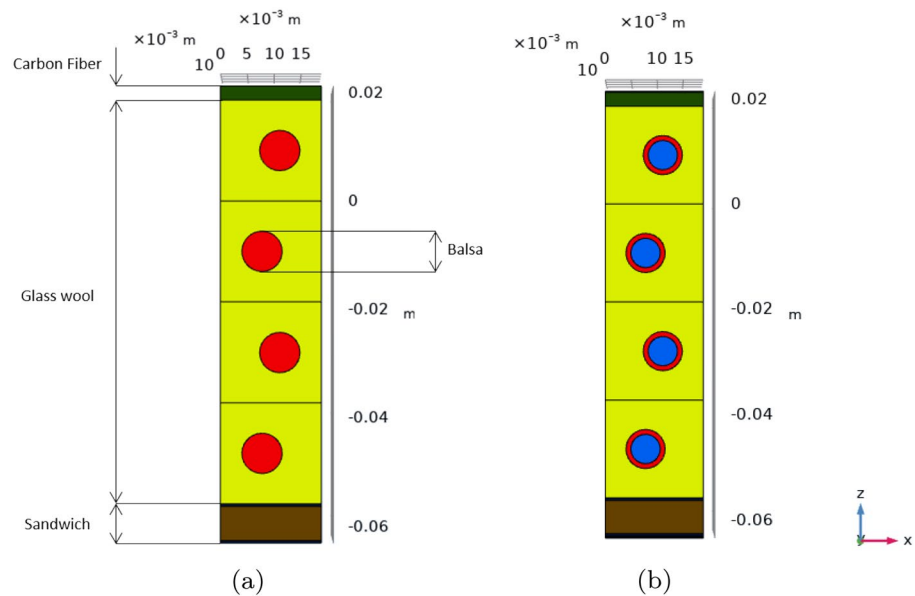 ×10⁻³ m
×10⁻³ m
10 0 5 10 15
Carbon Fiber
0.02
0
Balsa
Glass wool
-0.02 m
-0.04
Sandwich
-0.06
(a)
×10⁻³ m
×10⁻³ m
10 0 10 15
0.02
0
-0.02 m
-0.04
-0.06
z
y x
(b)